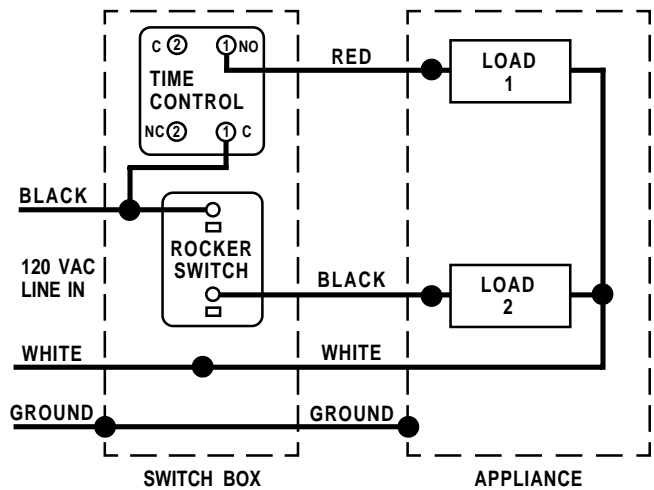 C 2 1 NO
TIME
CONTROL
NC 2 1 C
RED
LOAD
1
BLACK
ROCKER
SWITCH
120 VAC
LINE IN
BLACK
LOAD
2
WHITE
WHITE
GROUND
GROUND
SWITCH BOX
APPLIANCE